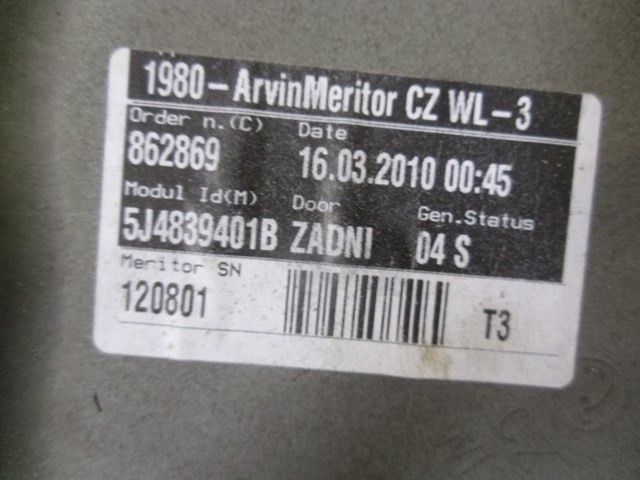 1980-ArvinMeritor CZ WL-3
Order n.(C) Date
862869 16.03.2010 00:45
Modul Id(M) Door Gen.Status
5J4839401B ZADNI 04 S
Meritor SN
120801 T3